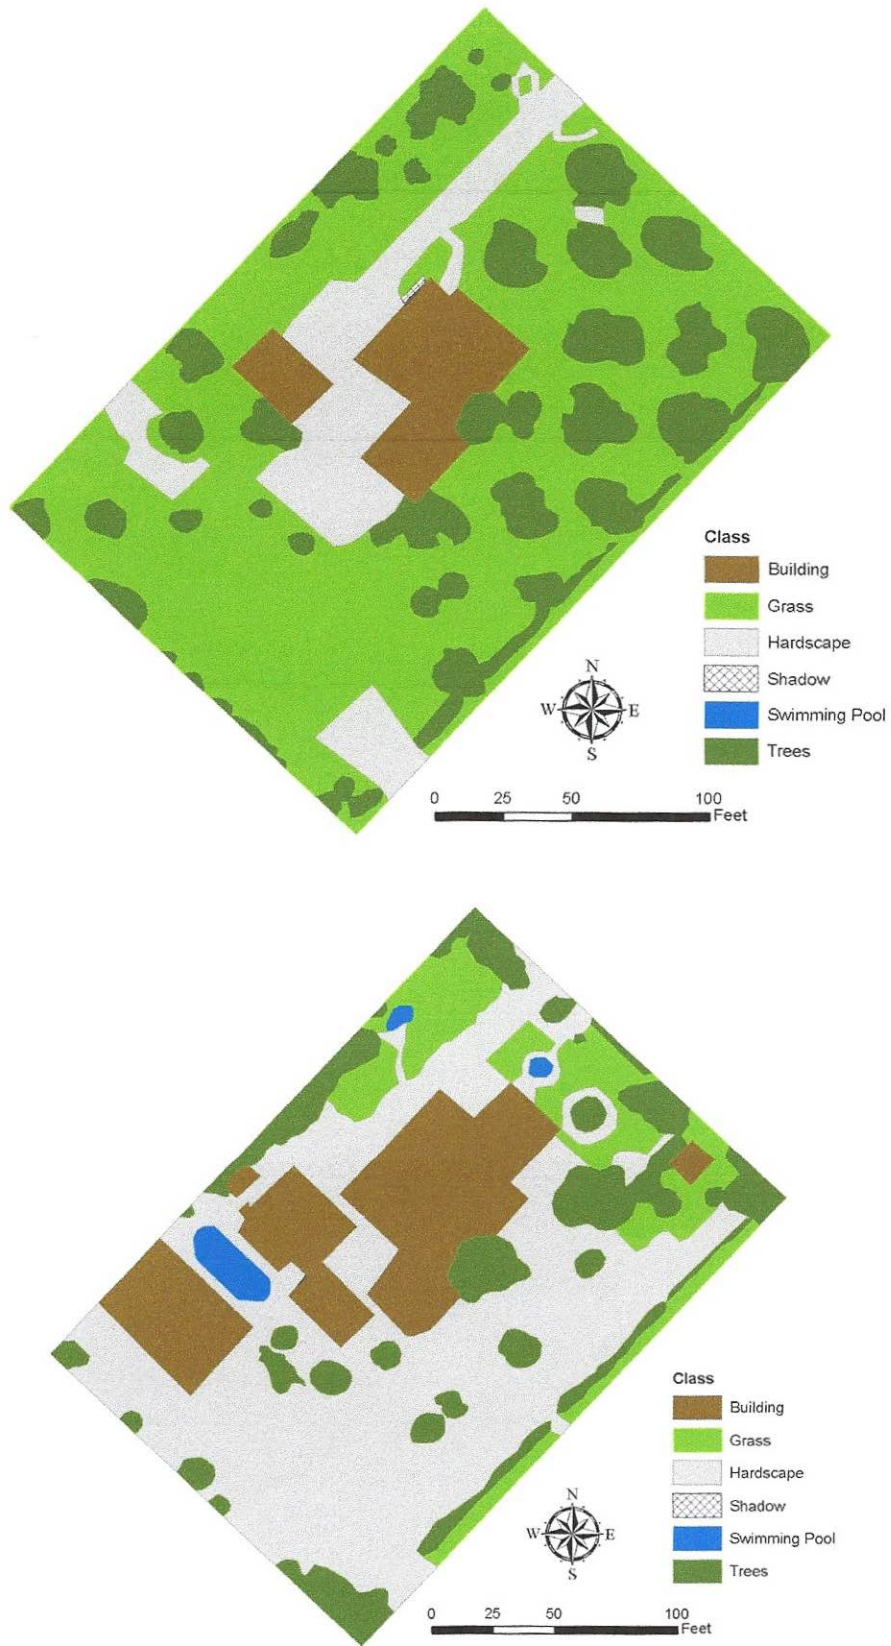 Class
Building
Grass
Hardscape
Shadow
Swimming Pool
Trees
N
W E
S
0 25 50 100
Feet
Class
Building
Grass
Hardscape
Shadow
Swimming Pool
Trees
N
W E
S
0 25 50 100
Feet